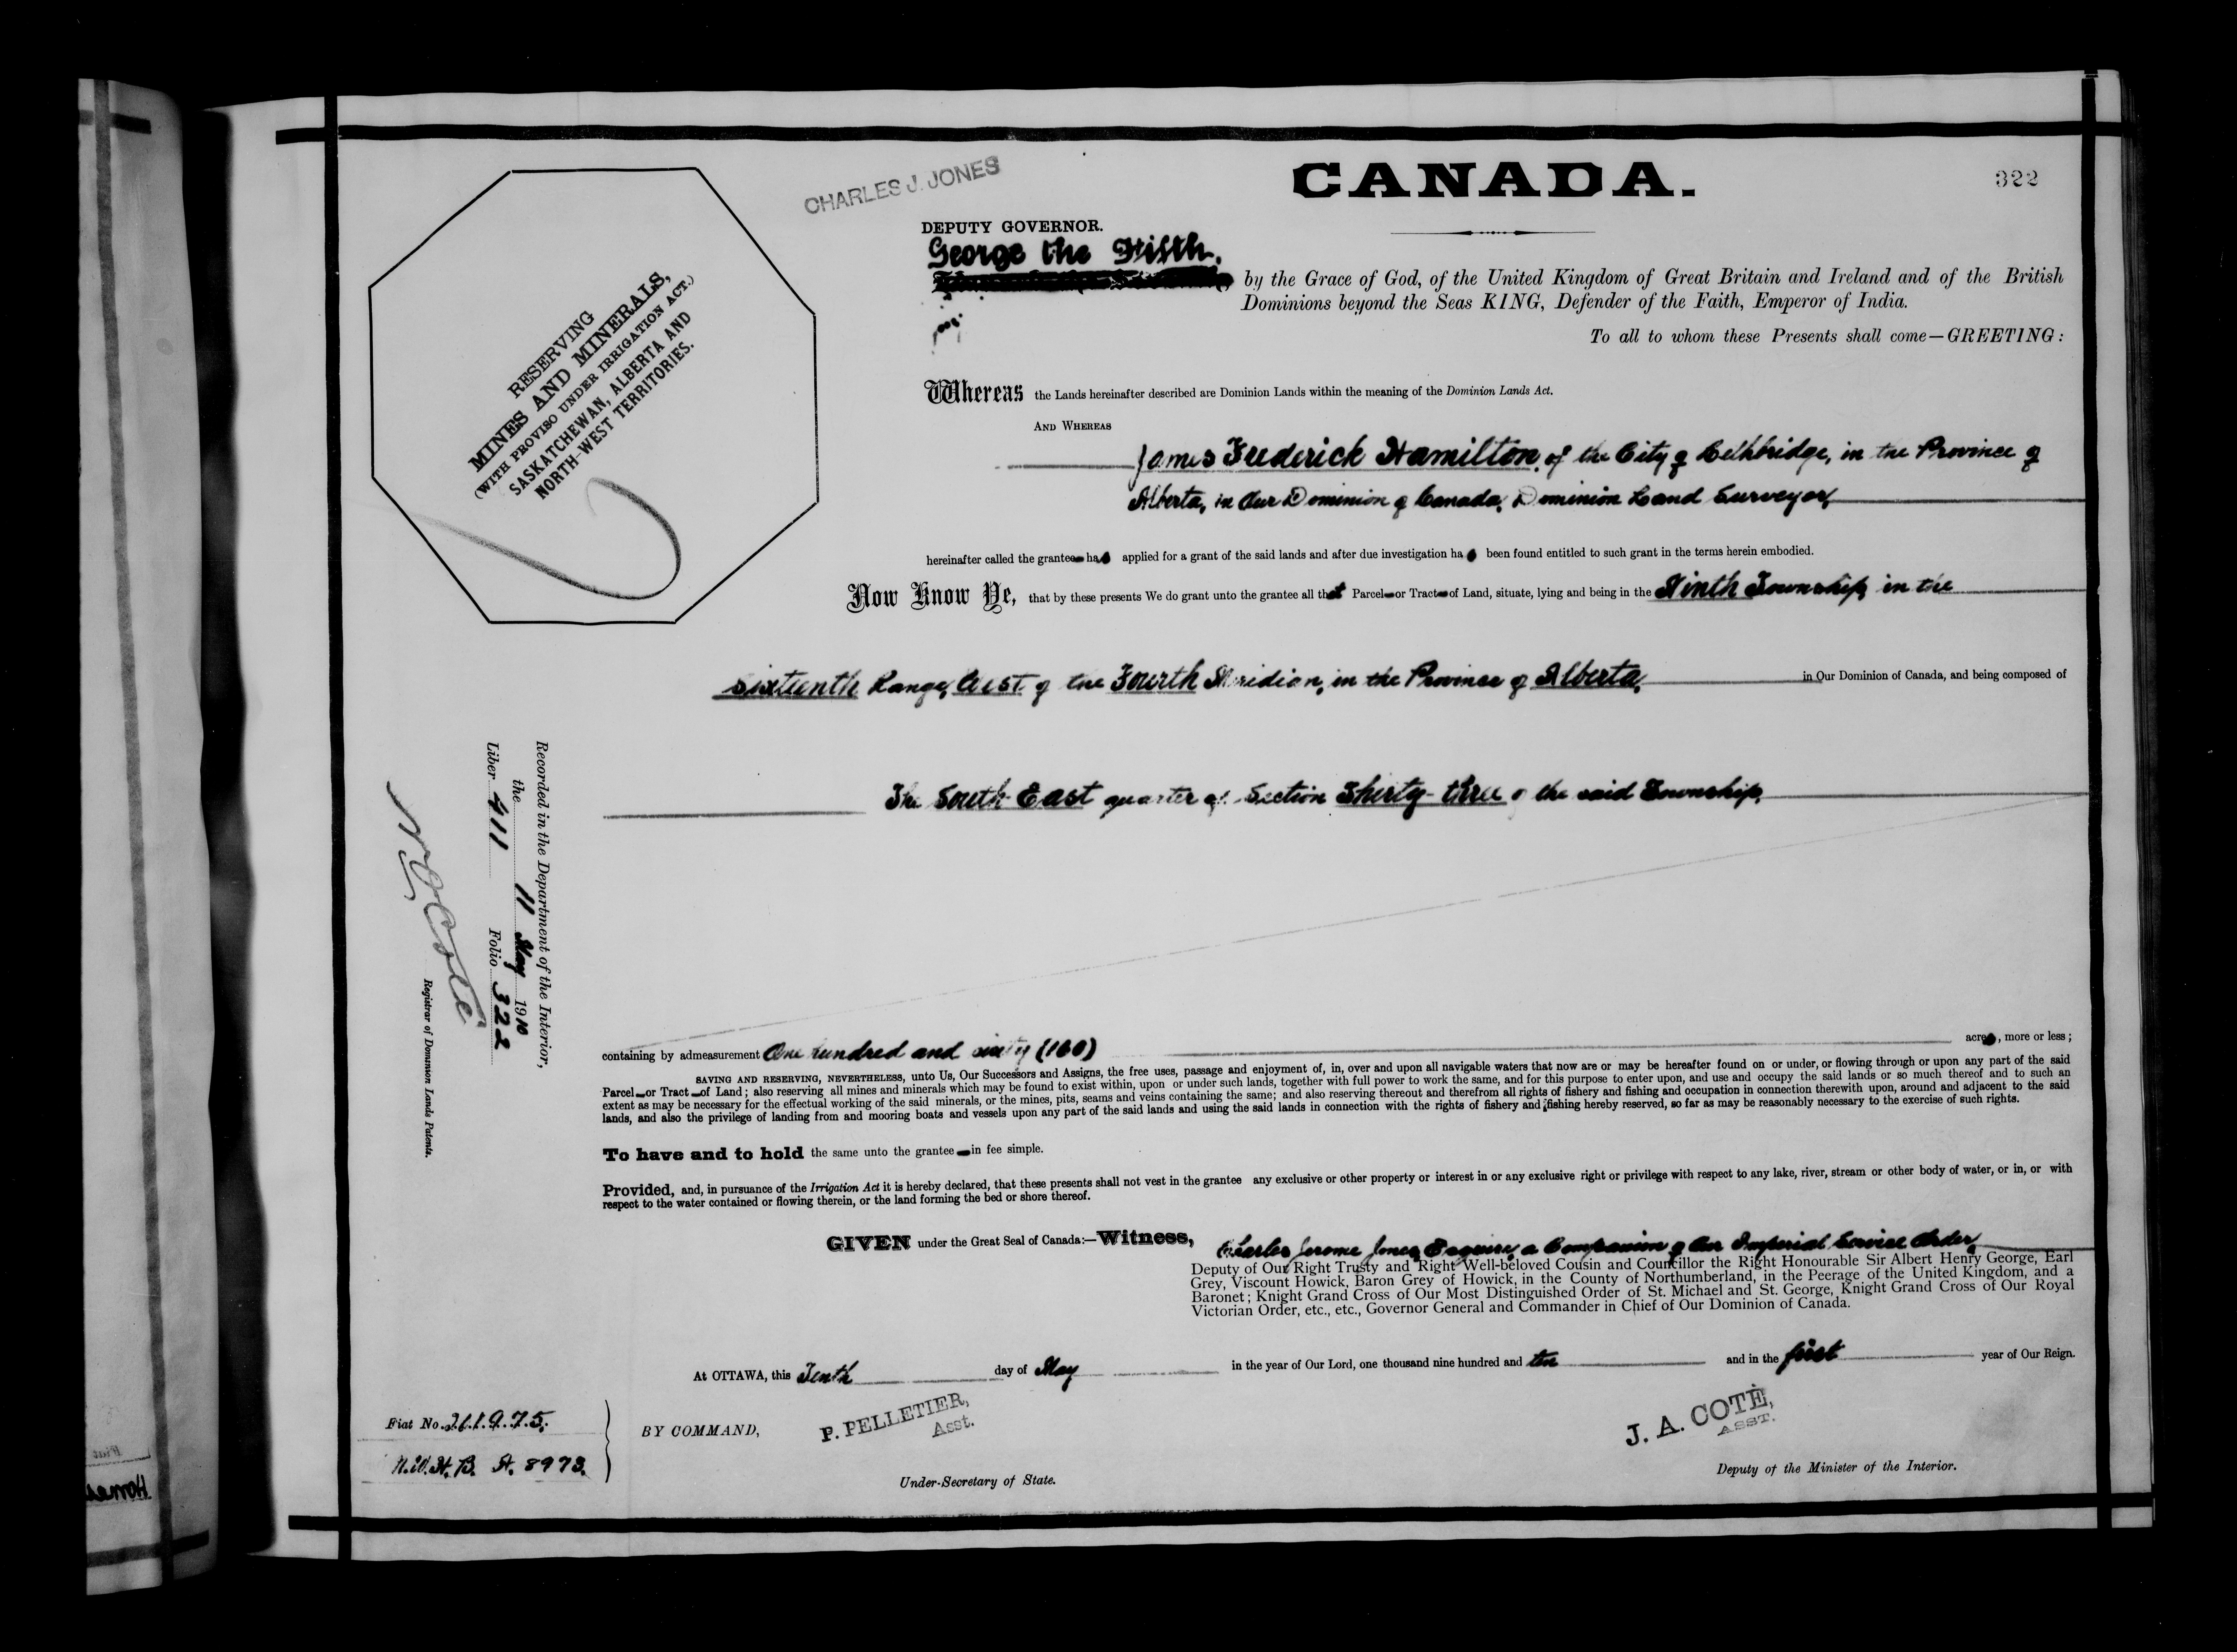 CANADA.
322
CHARLES J. JONES
DEPUTY GOVERNOR.
George the Fifth,
by the Grace of God, of the United Kingdom of Great Britain and Ireland and of the British
Dominions beyond the Seas KING, Defender of the Faith, Emperor of India.
To all to whom these Presents shall come—GREETING:
RESERVING
MINES AND MINERALS,
(WITH PROVISO UNDER IRRIGATION ACT.)
SASKATCHEWAN, ALBERTA AND
NORTH-WEST TERRITORIES.
Whereas the Lands hereinafter described are Dominion Lands within the meaning of the Dominion Lands Act.
AND WHEREAS
James Frederick Hamilton, of the City of Lethbridge, in the Province of
Alberta, in Our Dominion of Canada, Dominion Land Surveyor,
hereinafter called the grantee ha applied for a grant of the said lands and after due investigation ha been found entitled to such grant in the terms herein embodied.
Now Know Ye, that by these presents We do grant unto the grantee all that Parcel or Tract of Land, situate, lying and being in the Ninth Township, in the
Sixteenth Range, West of the Fourth Meridian, in the Province of Alberta, in Our Dominion of Canada, and being composed of
The South East quarter of Section Thirty-three of the said Township,
containing by admeasurement One hundred and sixty (160) acre, more or less;
SAVING AND RESERVING, NEVERTHELESS, unto Us, Our Successors and Assigns, the free uses, passage and enjoyment of, in, over and upon all navigable waters that now are or may be hereafter found on or under, or flowing through or upon any part of the said
Parcel or Tract of Land; also reserving all mines and minerals which may be found to exist within, upon or under such lands, together with full power to work the same, and for this purpose to enter upon, and use and occupy the said lands or so much thereof and to such an
extent as may be necessary for the effectual working of the said minerals, or the mines, pits, seams and veins containing the same; and also reserving thereout and therefrom all rights of fishery and fishing and occupation in connection therewith upon, around and adjacent to the said
lands, and also the privilege of landing from and mooring boats and vessels upon any part of the said lands and using the said lands in connection with the rights of fishery and fishing hereby reserved, so far as may be reasonably necessary to the exercise of such rights.
To have and to hold the same unto the grantee in fee simple.
Provided, and, in pursuance of the Irrigation Act it is hereby declared, that these presents shall not vest in the grantee any exclusive or other property or interest in or any exclusive right or privilege with respect to any lake, river, stream or other body of water, or in, or with
respect to the water contained or flowing therein, or the land forming the bed or shore thereof.
GIVEN under the Great Seal of Canada:—Witness, Charles Jerome Jones, Esquire, a Companion of Our Imperial Service Order,
Deputy of Our Right Trusty and Right Well-beloved Cousin and Councillor the Right Honourable Sir Albert Henry George, Earl
Grey, Viscount Howick, Baron Grey of Howick, in the County of Northumberland, in the Peerage of the United Kingdom, and a
Baronet; Knight Grand Cross of Our Most Distinguished Order of St. Michael and St. George, Knight Grand Cross of Our Royal
Victorian Order, etc., etc., Governor General and Commander in Chief of Our Dominion of Canada.
At OTTAWA, this Tenth day of May in the year of Our Lord, one thousand nine hundred and ten and in the first year of Our Reign.
BY COMMAND,
P. PELLETIER,
Asst.
Under-Secretary of State.
J. A. COTÉ,
ASST.
Deputy of the Minister of the Interior.
Fiat No. 211975.
N.W.H.B. A. 8973.
Recorded in the Department of the Interior,
the 11 May 1910
Liber 411 Folio 322
Registrar of Dominion Lands Patents.